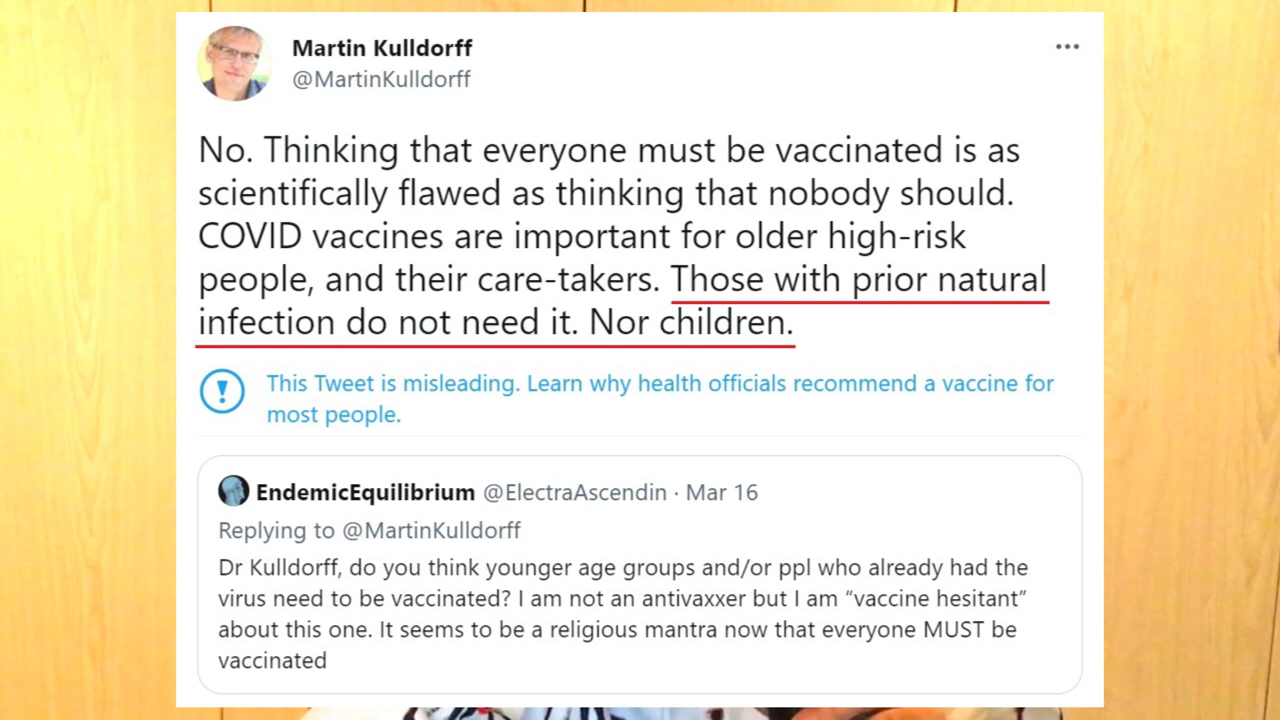 Martin Kulldorff
@MartinKulldorff
No. Thinking that everyone must be vaccinated is as
scientifically flawed as thinking that nobody should.
COVID vaccines are important for older high-risk
people, and their care-takers. Those with prior natural
infection do not need it. Nor children.
This Tweet is misleading. Learn why health officials recommend a vaccine for
most people.
EndemicEquilibrium @ElectraAscendin · Mar 16
Replying to @MartinKulldorff
Dr Kulldorff, do you think younger age groups and/or ppl who already had the
virus need to be vaccinated? I am not an antivaxxer but I am “vaccine hesitant”
about this one. It seems to be a religious mantra now that everyone MUST be
vaccinated